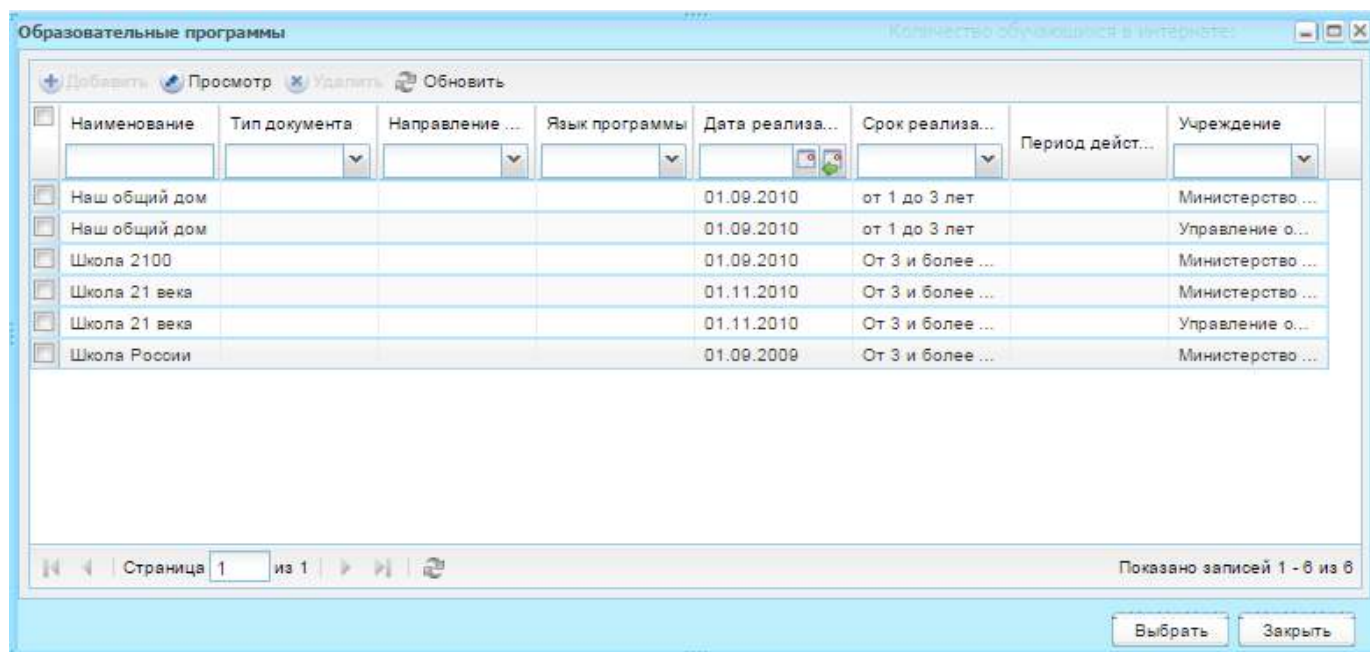 Образовательные программы
Количество обучающихся в интернате:
Добавить Просмотр Удалить Обновить
Наименование Тип документа Направление ... Язык программы Дата реализа... Срок реализа... Период дейст... Учреждение
Наш общий дом 01.09.2010 от 1 до 3 лет Министерство ...
Наш общий дом 01.09.2010 от 1 до 3 лет Управление о...
Школа 2100 01.09.2010 От 3 и более ... Министерство ...
Школа 21 века 01.11.2010 От 3 и более ... Министерство ...
Школа 21 века 01.11.2010 От 3 и более ... Управление о...
Школа России 01.09.2009 От 3 и более ... Министерство ...
Страница 1 из 1 Показано записей 1 - 6 из 6
Выбрать Закрыть